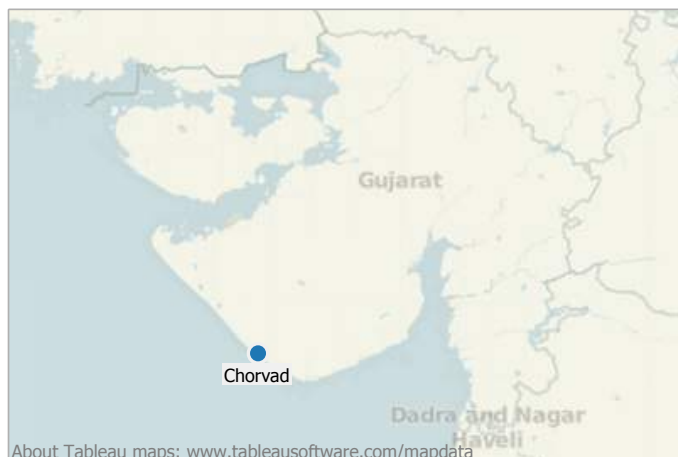 Gujarat
Chorvad
Dadra and Nagar
Haveli
About Tableau maps: www.tableausoftware.com/mapdata